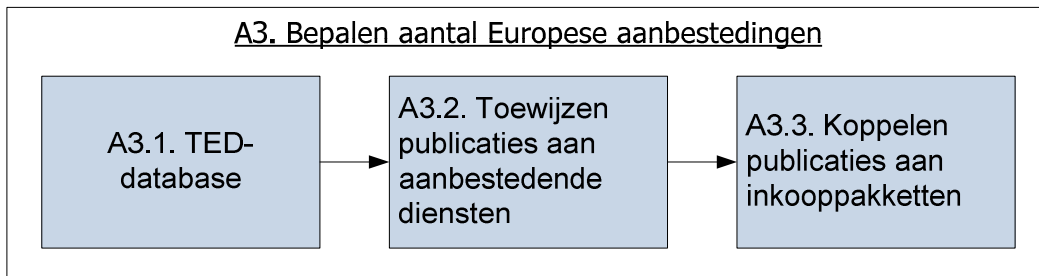 A3. Bepalen aantal Europese aanbestedingen
A3.1. TED-
database
A3.2. Toewijzen
publicaties aan
aanbestedende
diensten
A3.3. Koppelen
publicaties aan
inkooppakketten